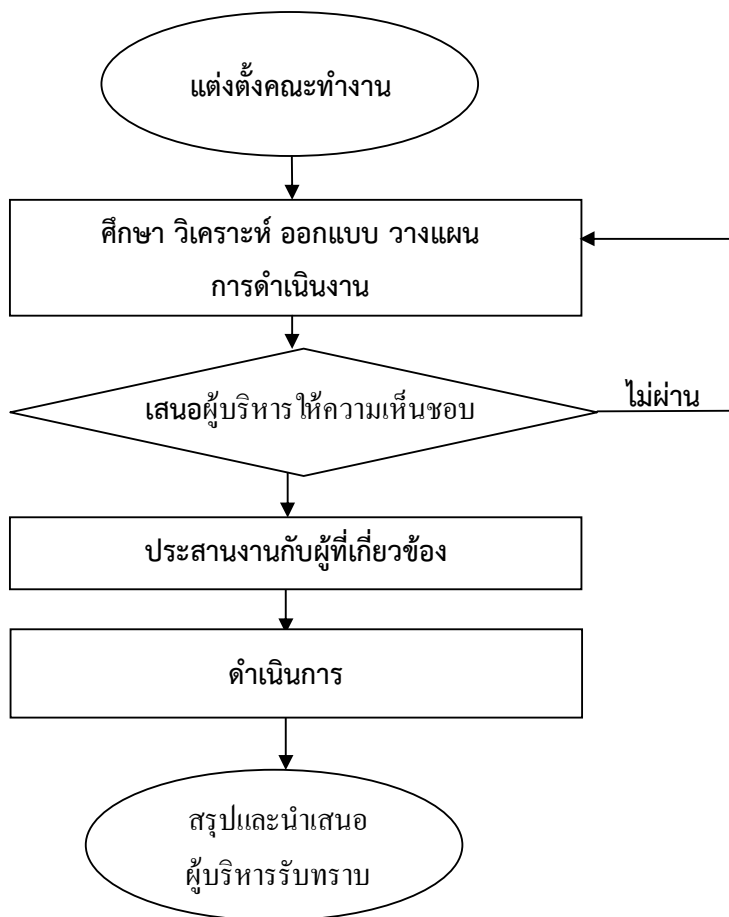 แต่งตั้งคณะทำงาน
ศึกษา วิเคราะห์ ออกแบบ วางแผน
การดำเนินงาน
เสนอผู้บริหารให้ความเห็นชอบ
ไม่ผ่าน
ประสานงานกับผู้ที่เกี่ยวข้อง
ดำเนินการ
สรุปและนำเสนอ
ผู้บริหารรับทราบ